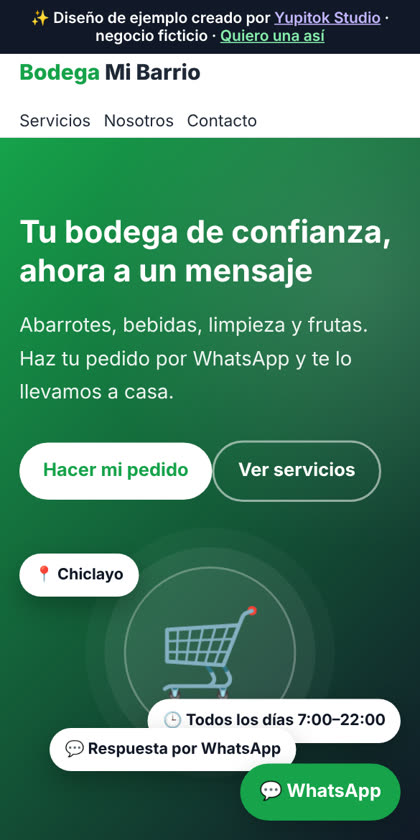 ✨ Diseño de ejemplo creado por Yupitok Studio ·
negocio ficticio · Quiero una así
Bodega Mi Barrio
Servicios Nosotros Contacto
Tu bodega de confianza,
ahora a un mensaje
Abarrotes, bebidas, limpieza y frutas.
Haz tu pedido por WhatsApp y te lo
llevamos a casa.
Hacer mi pedido
Ver servicios
📍 Chiclayo
🕒 Todos los días 7:00–22:00
💬 Respuesta por WhatsApp
💬 WhatsApp